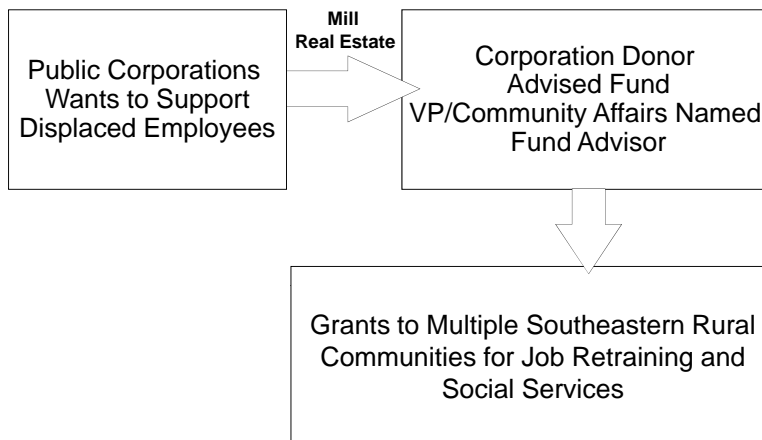 Public Corporations
Wants to Support
Displaced Employees
Mill
Real Estate
Corporation Donor
Advised Fund
VP/Community Affairs Named
Fund Advisor
Grants to Multiple Southeastern Rural
Communities for Job Retraining and
Social Services